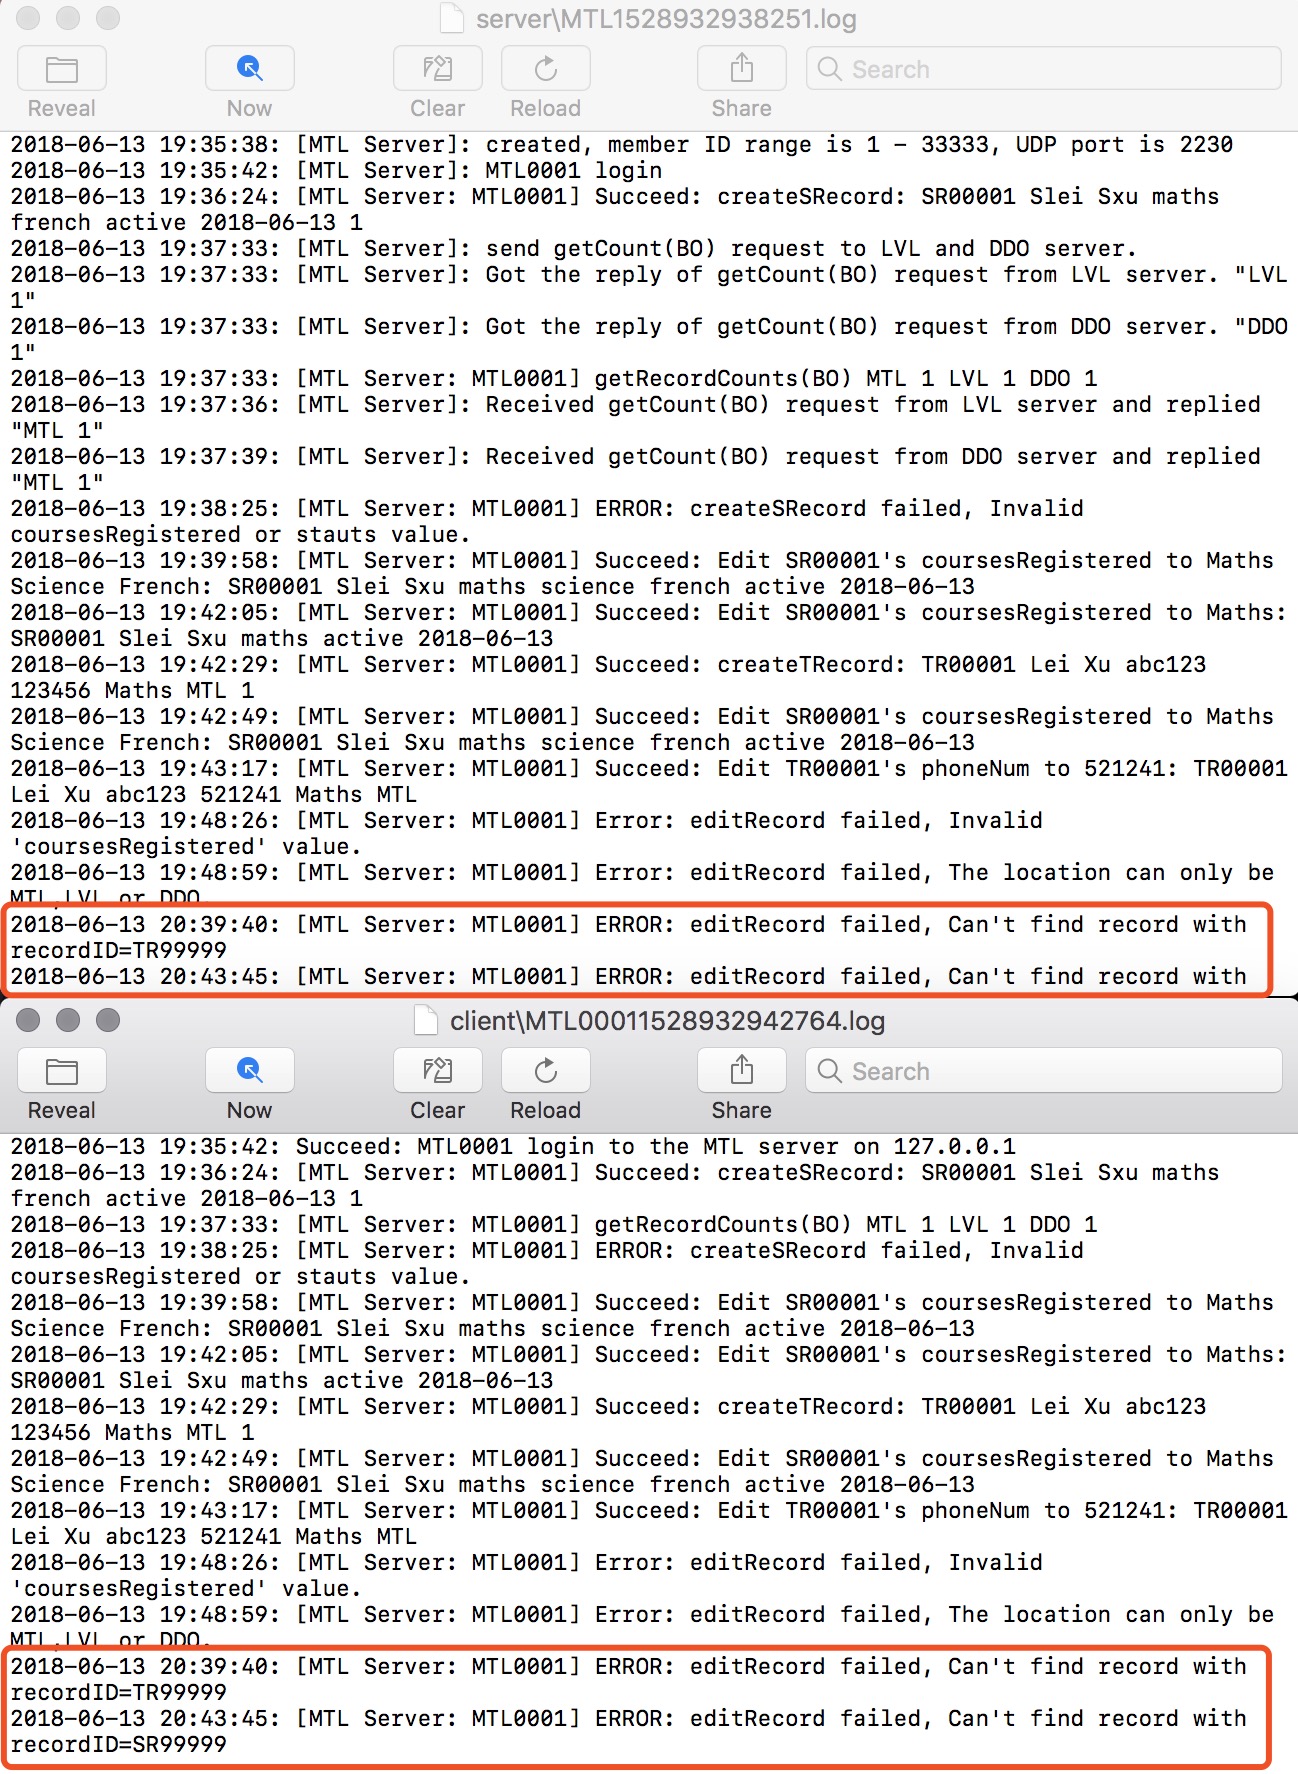 server\MTL1528932938251.log
Reveal Now Clear Reload Share Search
2018-06-13 19:35:38: [MTL Server]: created, member ID range is 1 - 33333, UDP port is 2230
2018-06-13 19:35:42: [MTL Server]: MTL0001 login
2018-06-13 19:36:24: [MTL Server: MTL0001] Succeed: createSRecord: SR00001 Slei Sxu maths
french active 2018-06-13 1
2018-06-13 19:37:33: [MTL Server]: send getCount(BO) request to LVL and DDO server.
2018-06-13 19:37:33: [MTL Server]: Got the reply of getCount(BO) request from LVL server. "LVL
1"
2018-06-13 19:37:33: [MTL Server]: Got the reply of getCount(BO) request from DDO server. "DDO
1"
2018-06-13 19:37:33: [MTL Server: MTL0001] getRecordCounts(BO) MTL 1 LVL 1 DDO 1
2018-06-13 19:37:36: [MTL Server]: Received getCount(BO) request from LVL server and replied
"MTL 1"
2018-06-13 19:37:39: [MTL Server]: Received getCount(BO) request from DDO server and replied
"MTL 1"
2018-06-13 19:38:25: [MTL Server: MTL0001] ERROR: createSRecord failed, Invalid
coursesRegistered or stauts value.
2018-06-13 19:39:58: [MTL Server: MTL0001] Succeed: Edit SR00001's coursesRegistered to Maths
Science French: SR00001 Slei Sxu maths science french active 2018-06-13
2018-06-13 19:42:05: [MTL Server: MTL0001] Succeed: Edit SR00001's coursesRegistered to Maths:
SR00001 Slei Sxu maths active 2018-06-13
2018-06-13 19:42:29: [MTL Server: MTL0001] Succeed: createTRecord: TR00001 Lei Xu abc123
123456 Maths MTL 1
2018-06-13 19:42:49: [MTL Server: MTL0001] Succeed: Edit SR00001's coursesRegistered to Maths
Science French: SR00001 Slei Sxu maths science french active 2018-06-13
2018-06-13 19:43:17: [MTL Server: MTL0001] Succeed: Edit TR00001's phoneNum to 521241: TR00001
Lei Xu abc123 521241 Maths MTL
2018-06-13 19:48:26: [MTL Server: MTL0001] Error: editRecord failed, Invalid
'coursesRegistered' value.
2018-06-13 19:48:59: [MTL Server: MTL0001] Error: editRecord failed, The location can only be
MTL,LVL or DDO.
2018-06-13 20:39:40: [MTL Server: MTL0001] ERROR: editRecord failed, Can't find record with
recordID=TR99999
2018-06-13 20:43:45: [MTL Server: MTL0001] ERROR: editRecord failed, Can't find record with
client\MTL00011528932942764.log
Reveal Now Clear Reload Share Search
2018-06-13 19:35:42: Succeed: MTL0001 login to the MTL server on 127.0.0.1
2018-06-13 19:36:24: [MTL Server: MTL0001] Succeed: createSRecord: SR00001 Slei Sxu maths
french active 2018-06-13 1
2018-06-13 19:37:33: [MTL Server: MTL0001] getRecordCounts(BO) MTL 1 LVL 1 DDO 1
2018-06-13 19:38:25: [MTL Server: MTL0001] ERROR: createSRecord failed, Invalid
coursesRegistered or stauts value.
2018-06-13 19:39:58: [MTL Server: MTL0001] Succeed: Edit SR00001's coursesRegistered to Maths
Science French: SR00001 Slei Sxu maths science french active 2018-06-13
2018-06-13 19:42:05: [MTL Server: MTL0001] Succeed: Edit SR00001's coursesRegistered to Maths:
SR00001 Slei Sxu maths active 2018-06-13
2018-06-13 19:42:29: [MTL Server: MTL0001] Succeed: createTRecord: TR00001 Lei Xu abc123
123456 Maths MTL 1
2018-06-13 19:42:49: [MTL Server: MTL0001] Succeed: Edit SR00001's coursesRegistered to Maths
Science French: SR00001 Slei Sxu maths science french active 2018-06-13
2018-06-13 19:43:17: [MTL Server: MTL0001] Succeed: Edit TR00001's phoneNum to 521241: TR00001
Lei Xu abc123 521241 Maths MTL
2018-06-13 19:48:26: [MTL Server: MTL0001] Error: editRecord failed, Invalid
'coursesRegistered' value.
2018-06-13 19:48:59: [MTL Server: MTL0001] Error: editRecord failed, The location can only be
MTL,LVL or DDO.
2018-06-13 20:39:40: [MTL Server: MTL0001] ERROR: editRecord failed, Can't find record with
recordID=TR99999
2018-06-13 20:43:45: [MTL Server: MTL0001] ERROR: editRecord failed, Can't find record with
recordID=SR99999